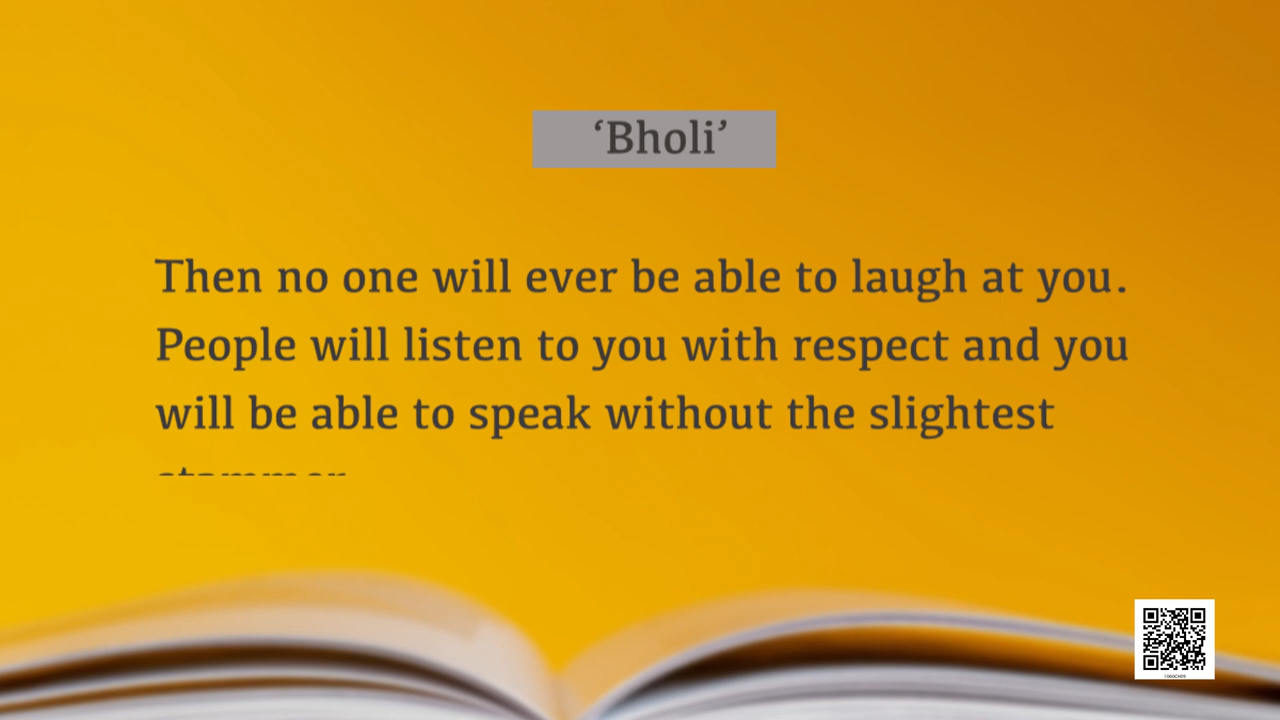 ‘Bholi’
Then no one will ever be able to laugh at you.
People will listen to you with respect and you
will be able to speak without the slightest